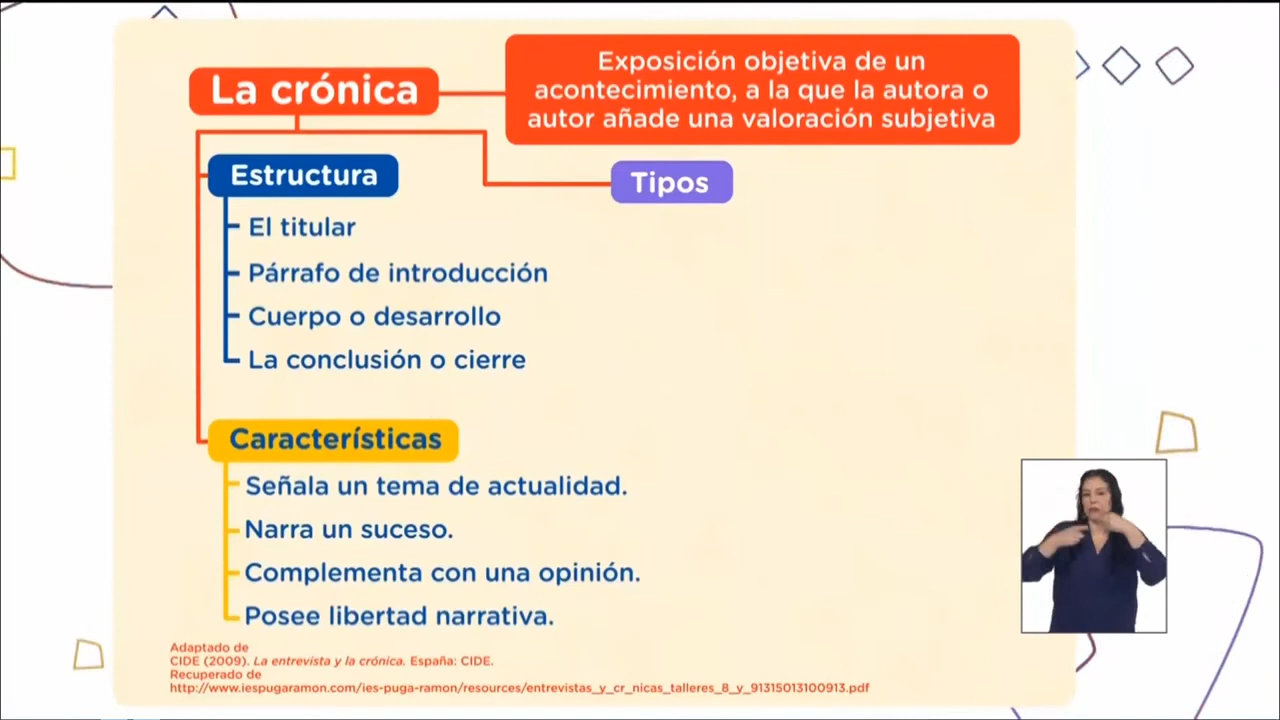 La crónica
Exposición objetiva de un
acontecimiento, a la que la autora o
autor añade una valoración subjetiva
Estructura
El titular
Párrafo de introducción
Cuerpo o desarrollo
La conclusión o cierre
Tipos
Características
Señala un tema de actualidad.
Narra un suceso.
Complementa con una opinión.
Posee libertad narrativa.
Adaptado de
CIDE (2009). La entrevista y la crónica. España: CIDE.
Recuperado de
http://www.iespugaramon.com/ies-puga-ramon/resources/entrevistas_y_cr_nicas_talleres_8_y_91315013100913.pdf